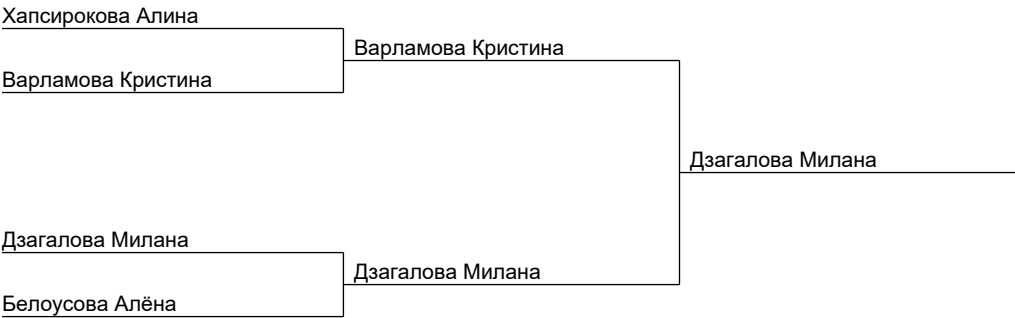 Хапсирокова Алина
Варламова Кристина
Варламова Кристина
Дзагалова Милана
Дзагалова Милана
Дзагалова Милана
Белоусова Алёна